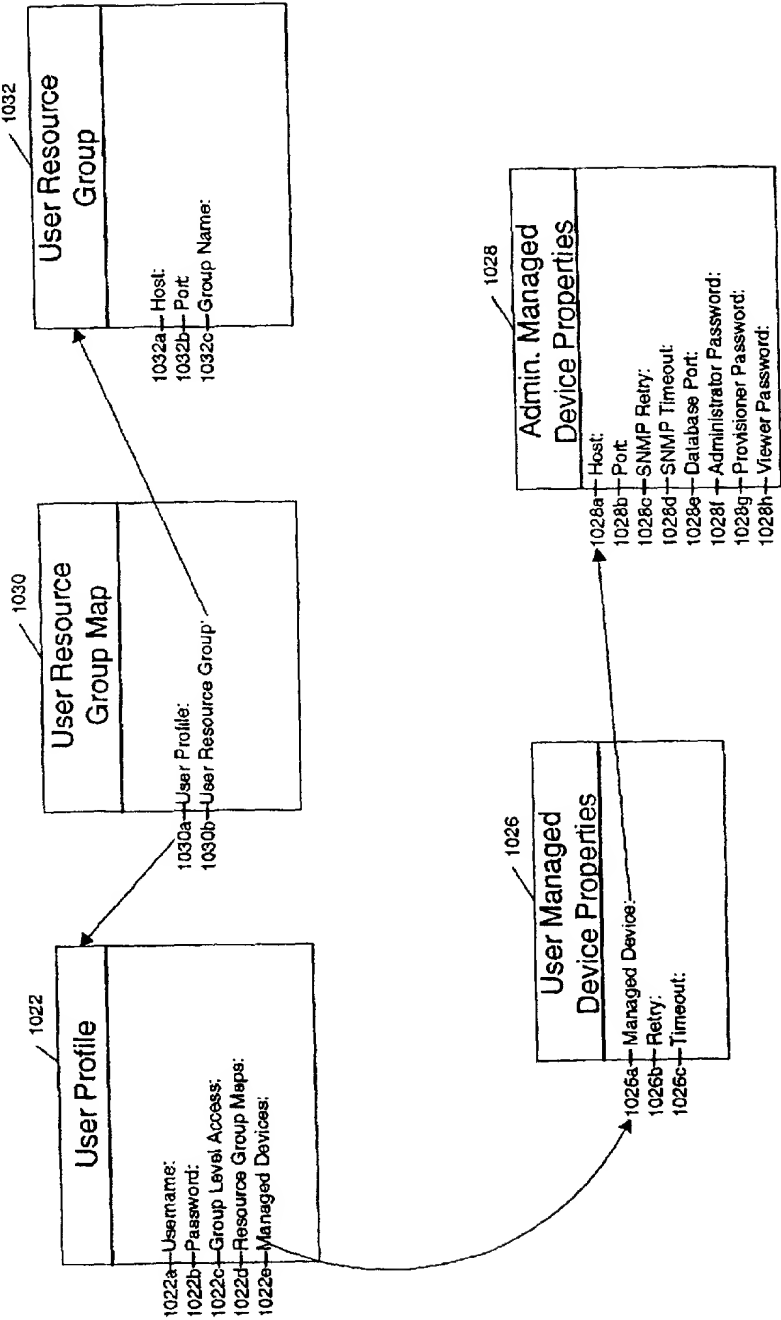 1022
User Profile
1022a Username:
1022b Password:
1022c Group Level Access:
1022d Resource Group Maps:
1022e Managed Devices:
1030
User Resource
Group Map
1030a User Profile:
1030b User Resource Group:
1032
User Resource
Group
1032a Host:
1032b Port:
1032c Group Name:
1026
User Managed
Device Properties
1026a Managed Device:
1026b Retry:
1026c Timeout:
1028
Admin. Managed
Device Properties
1028a Host:
1028b Port:
1028c SNMP Retry:
1028d SNMP Timeout:
1028e Database Port:
1028f Administrator Password:
1028g Provisioner Password:
1028h Viewer Password: